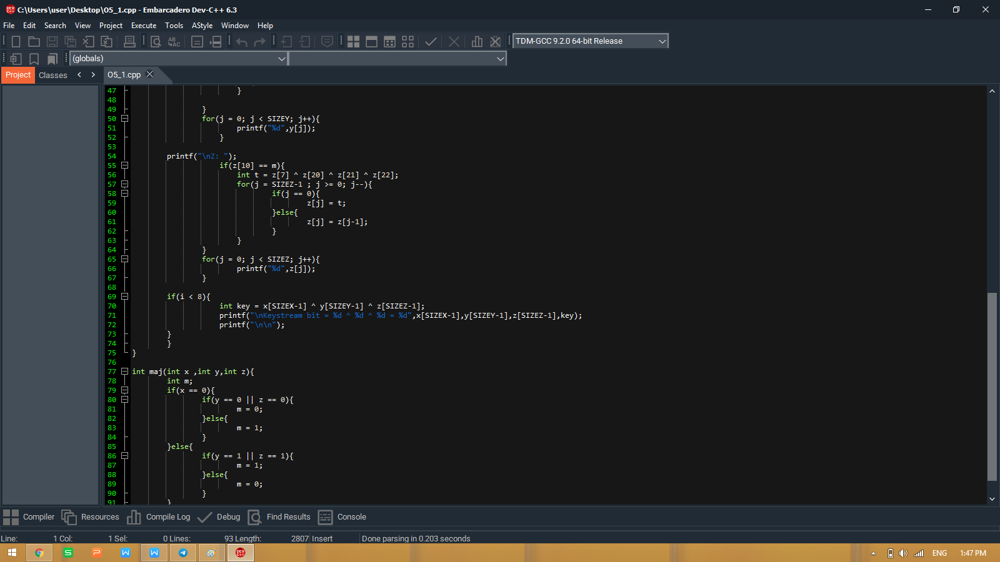 C:\Users\user\Desktop\O5_1.cpp - Embarcadero Dev-C++ 6.3
File Edit Search View Project Execute Tools AStyle Window Help
TDM-GCC 9.2.0 64-bit Release
(globals)
Project Classes O5_1.cpp
47 }
48
49 }
50 for(j = 0; j < SIZEY; j++){
51 printf("%d",y[j]);
52 }
53
54 printf("\nZ: ");
55 if(z[10] == m){
56 int t = z[7] ^ z[20] ^ z[21] ^ z[22];
57 for(j = SIZEZ-1 ; j >= 0; j--){
58 if(j == 0){
59 z[j] = t;
60 }else{
61 z[j] = z[j-1];
62 }
63 }
64 }
65 for(j = 0; j < SIZEZ; j++){
66 printf("%d",z[j]);
67 }
68
69 if(i < 8){
70 int key = x[SIZEX-1] ^ y[SIZEY-1] ^ z[SIZEZ-1];
71 printf("\nKeystream bit = %d ^ %d ^ %d = %d",x[SIZEX-1],y[SIZEY-1],z[SIZEZ-1],key);
72 printf("\n\n");
73 }
74 }
75 }
76
77 int maj(int x ,int y,int z){
78 int m;
79 if(x == 0){
80 if(y == 0 || z == 0){
81 m = 0;
82 }else{
83 m = 1;
84 }
85 }else{
86 if(y == 1 || z == 1){
87 m = 1;
88 }else{
89 m = 0;
90 }
91 }
Compiler Resources Compile Log Debug Find Results Console
Line: 1 Col: 1 Sel: 0 Lines: 93 Length: 2807 Insert Done parsing in 0.203 seconds
ENG 1:47 PM